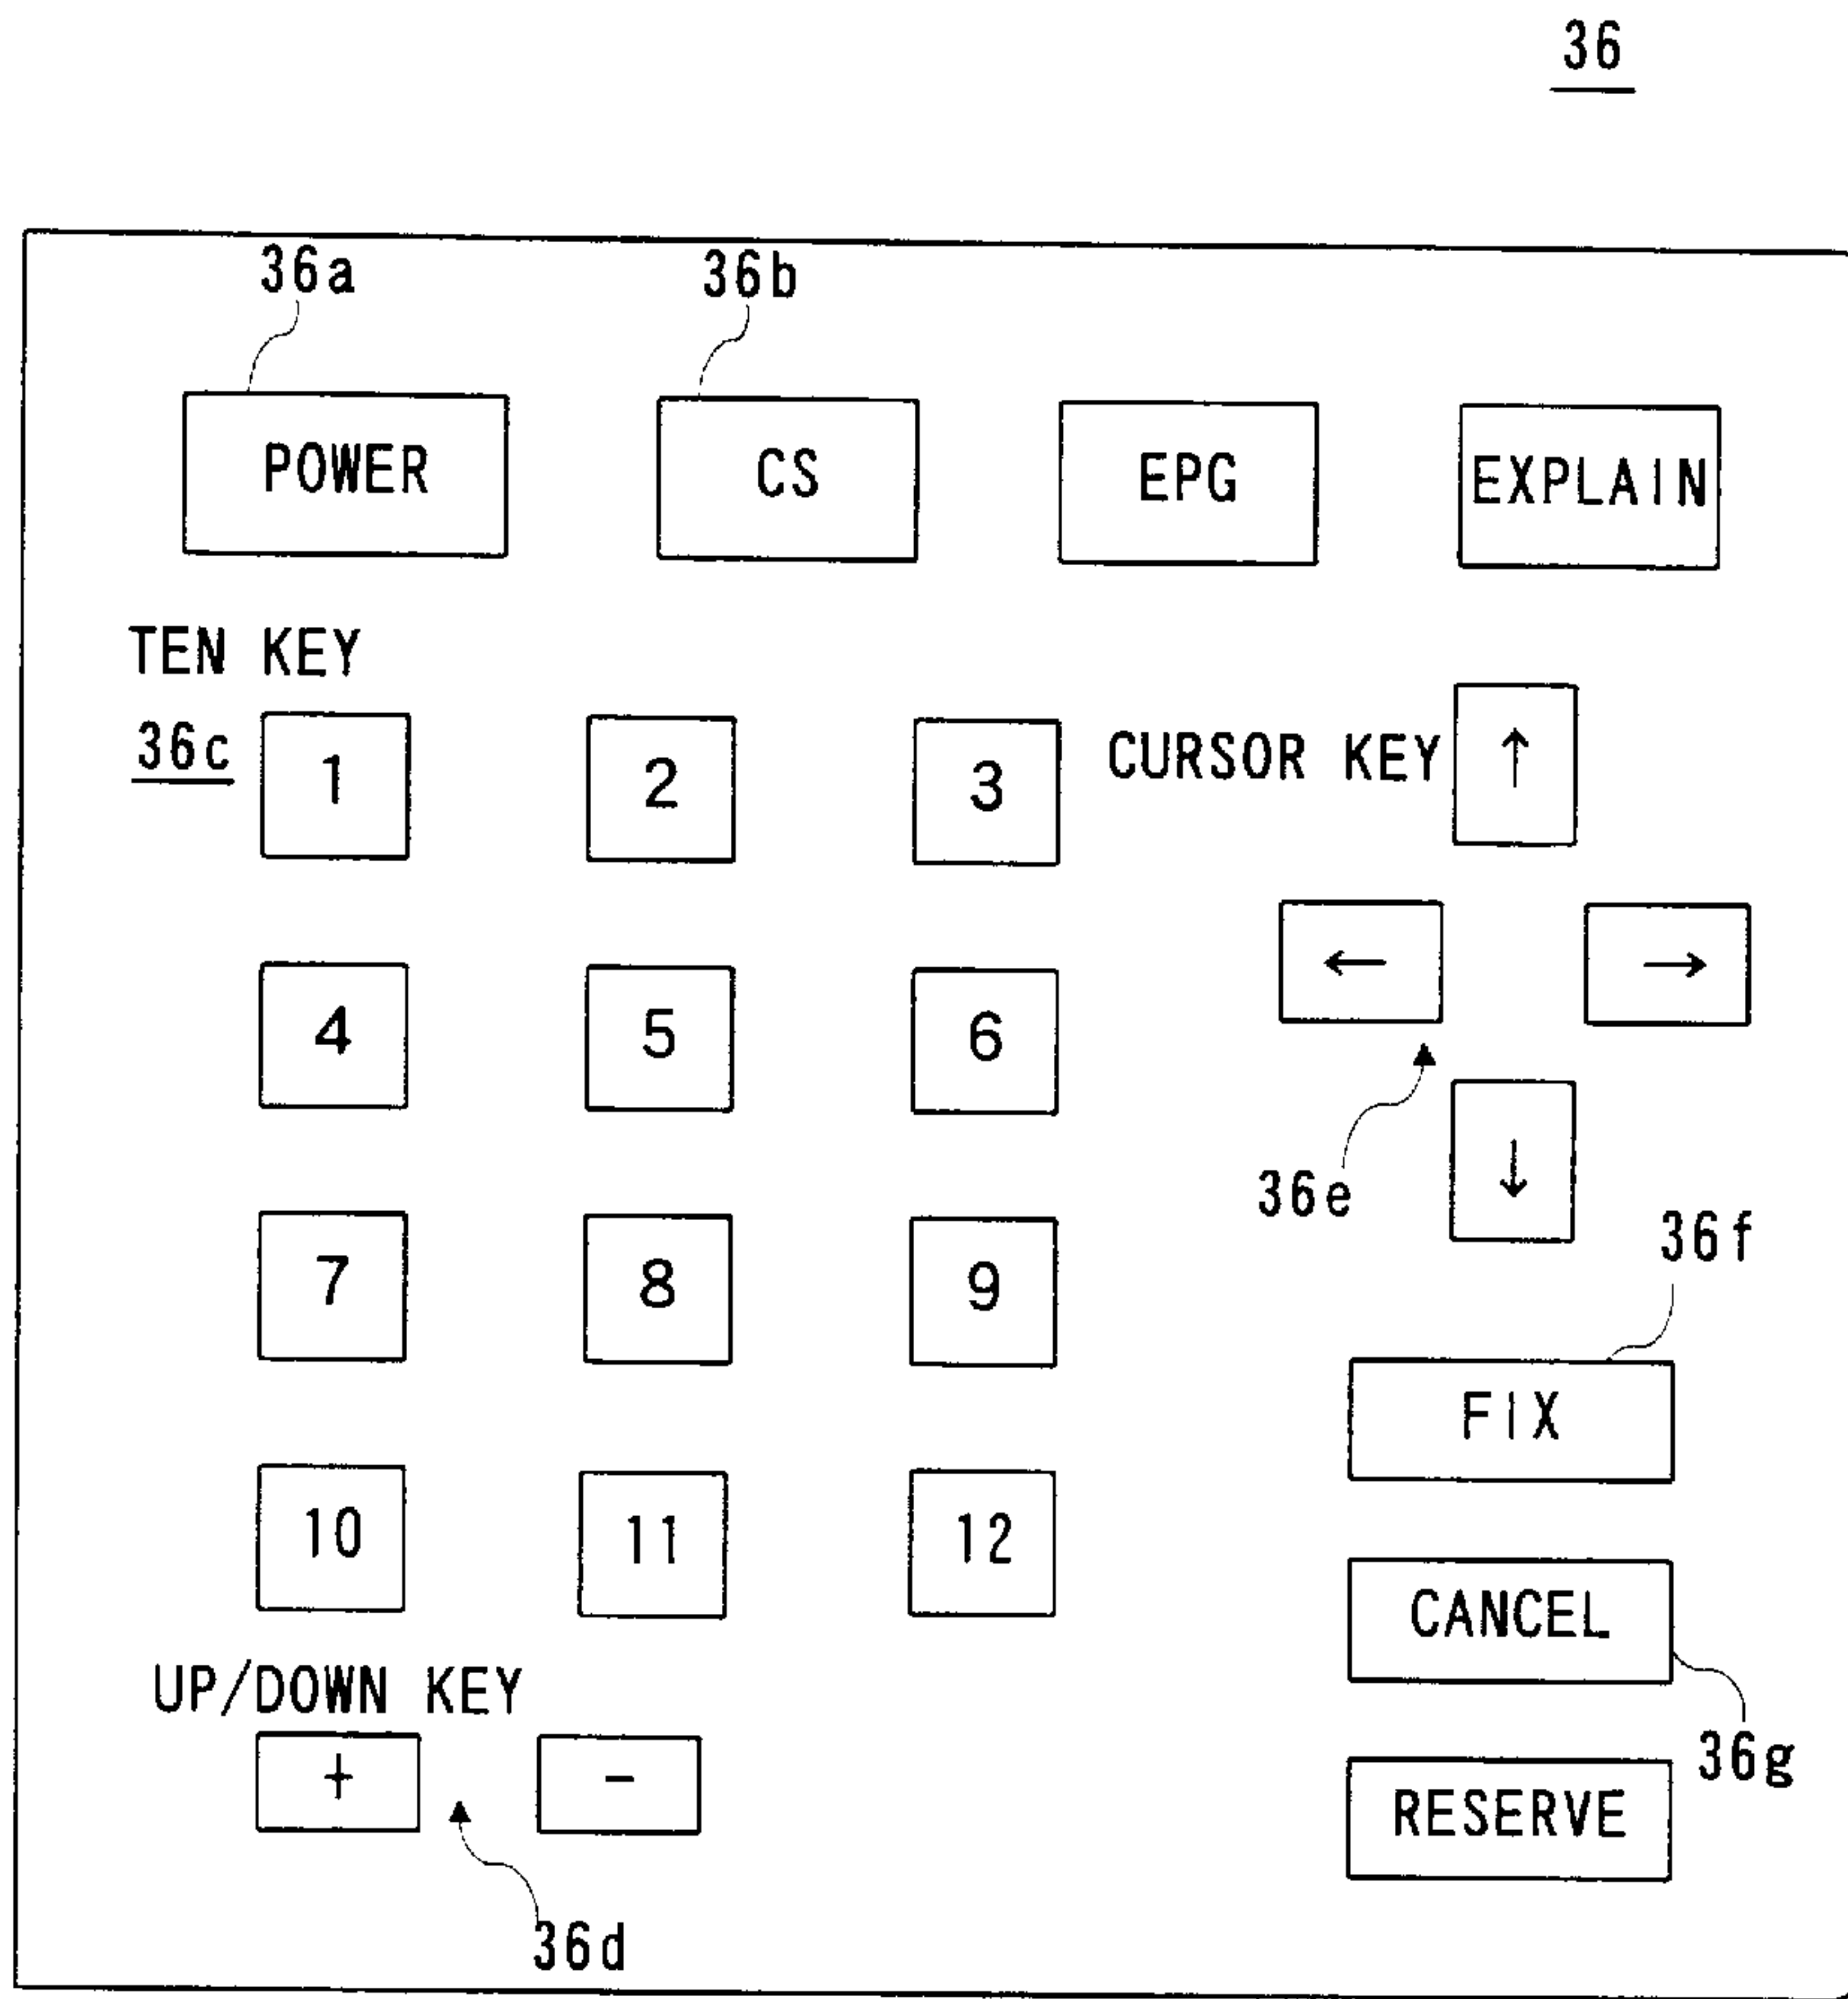 36
36a 36b
POWER CS EPG EXPLAIN
TEN KEY
36c 1 2 3 CURSOR KEY ↑
← →
4 5 6
↓
36e
36f
7 8 9
FIX
10 11 12
CANCEL
UP/DOWN KEY
36g
+ -
RESERVE
36d